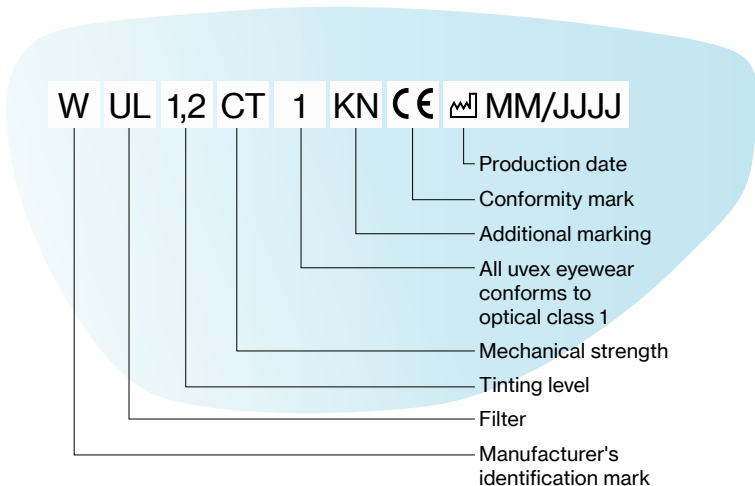 W UL 1,2 CT 1 KN CE MM/JJJJ
Production date
Conformity mark
Additional marking
All uvex eyewear
conforms to
optical class 1
Mechanical strength
Tinting level
Filter
Manufacturer's
identification mark